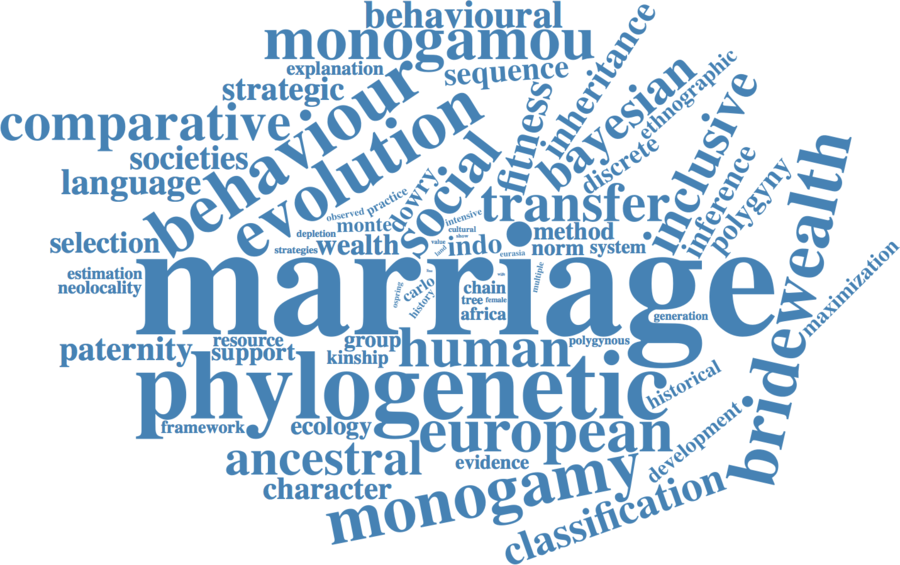 behavioural
monogamou
explanation
sequence
strategic
comparative
societies
language
behaviour
evolution
social
fitness
inheritance
bayesian
ethnographic
discrete
inclusive
inference
polygyny
bridewealth
maximization
selection
estimation
neolocality
observed
practice
depletion
monte
dowry
strategies
wealth
intensive
cultural
show
value
land
indo
eurasia
transfer
method
norm
system
marriage
carlo
history
chain
tree
female
africa
multiple
generation
paternity
resource
support
group
kinship
human
polygynous
phylogenetic
historical
framework
ecology
european
ancestral
evidence
character
development
monogamy
classification